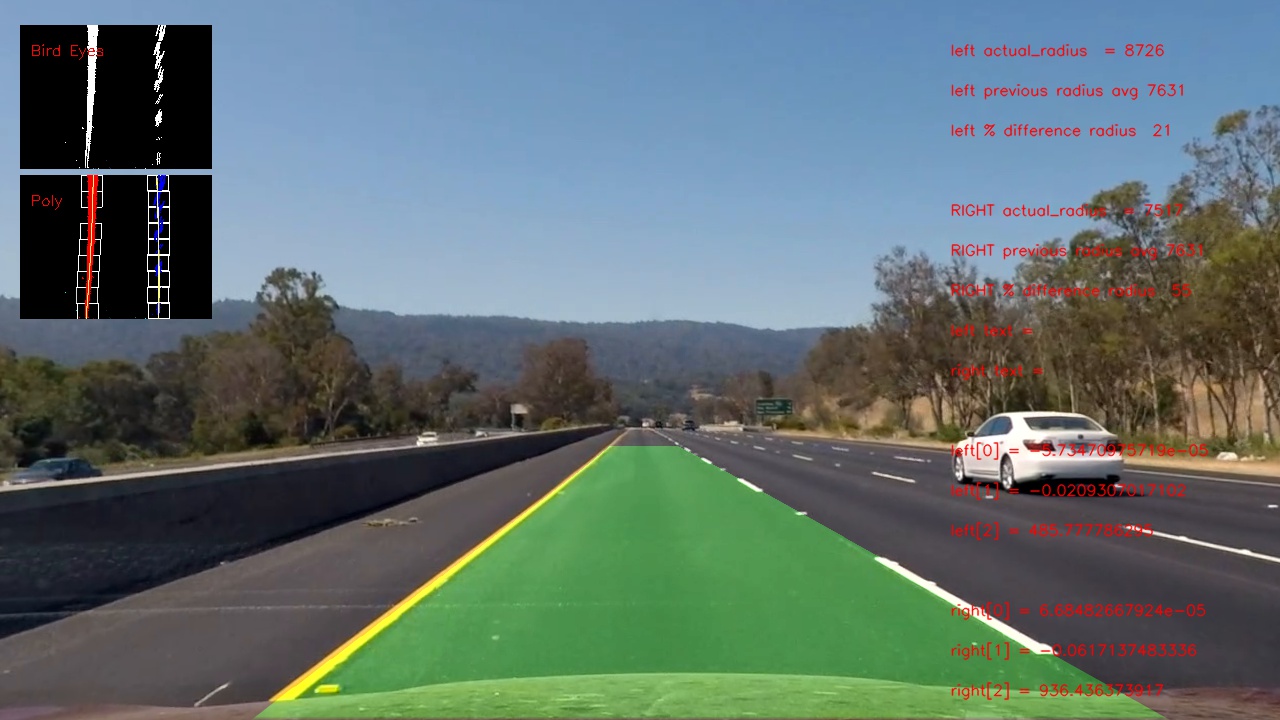 Bird Eyes
Poly
left actual_radius = 8726
left previous radius avg 7631
left % difference radius 21
RIGHT actual_radius = 7517
RIGHT previous radius avg 7631
RIGHT % difference radius 55
left text =
right text =
left[0] = -5.73470975719e-05
left[1] = -0.0209307017102
left[2] = 485.777786295
right[0] = 6.68482667924e-05
right[1] = -0.0617137483336
right[2] = 936.436373917